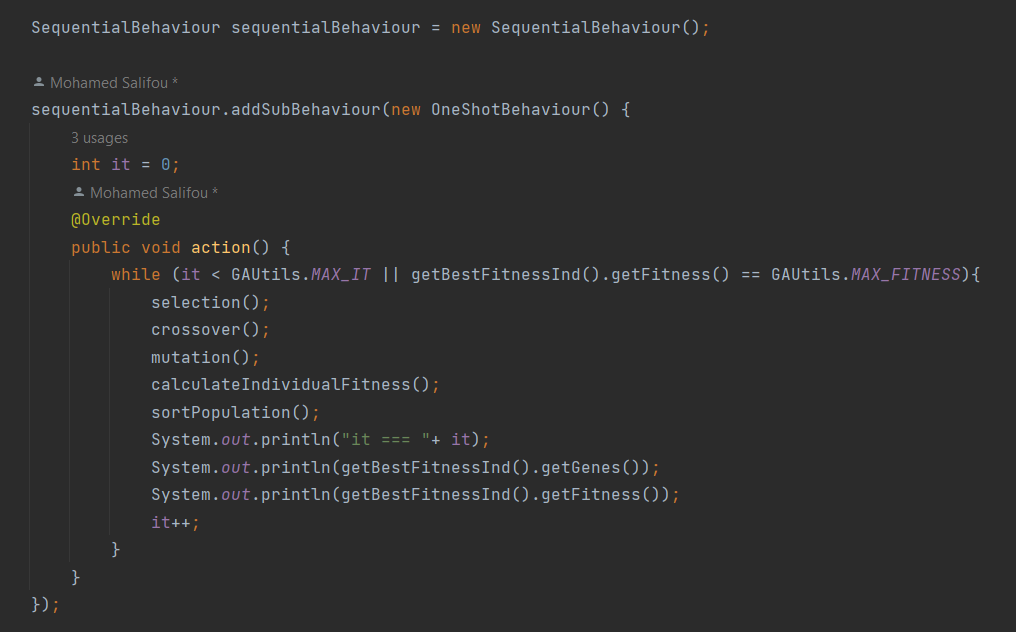 SequentialBehaviour sequentialBehaviour = new SequentialBehaviour();
Mohamed Salifou *
sequentialBehaviour.addSubBehaviour(new OneShotBehaviour() {
3 usages
int it = 0;
Mohamed Salifou *
@Override
public void action() {
while (it < GAUtils.MAX_IT || getBestFitnessInd().getFitness() == GAUtils.MAX_FITNESS){
selection();
crossover();
mutation();
calculateIndividualFitness();
sortPopulation();
System.out.println("it === "+ it);
System.out.println(getBestFitnessInd().getGenes());
System.out.println(getBestFitnessInd().getFitness());
it++;
}
}
});